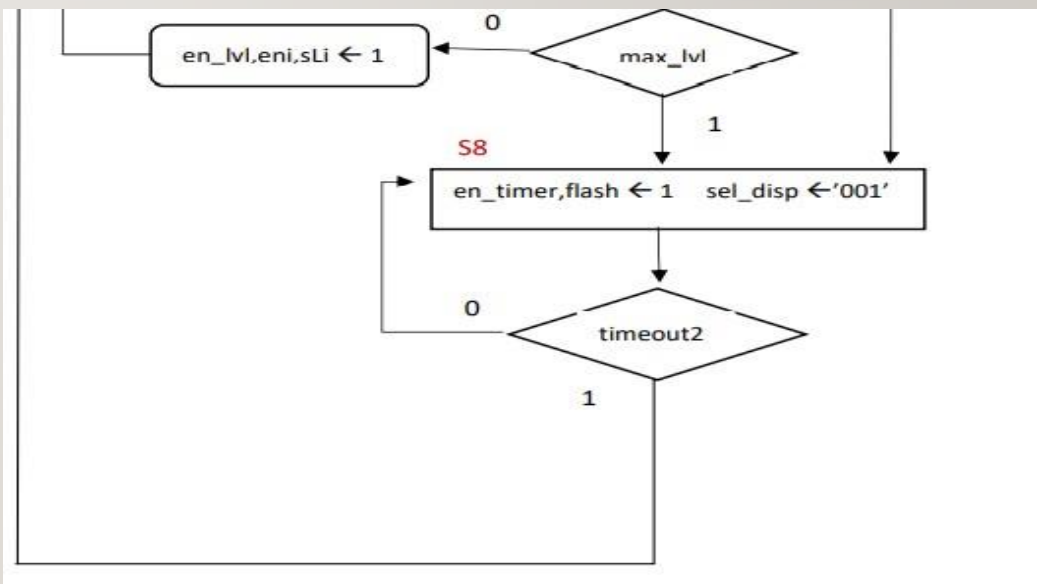 0
en_lvl,eni,sLi ← 1
max_lvl
1
S8
en_timer,flash ← 1 sel_disp ←'001'
0
timeout2
1